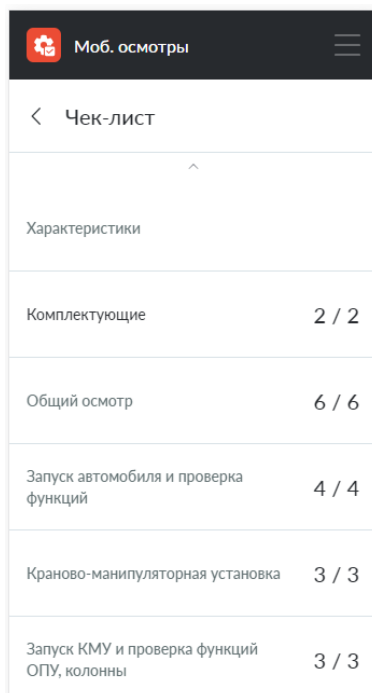 Моб. осмотры
Чек-лист
Характеристики
Комплектующие 2 / 2
Общий осмотр 6 / 6
Запуск автомобиля и проверка
функций 4 / 4
Краново-манипуляторная установка 3 / 3
Запуск КМУ и проверка функций
ОПУ, колонны 3 / 3